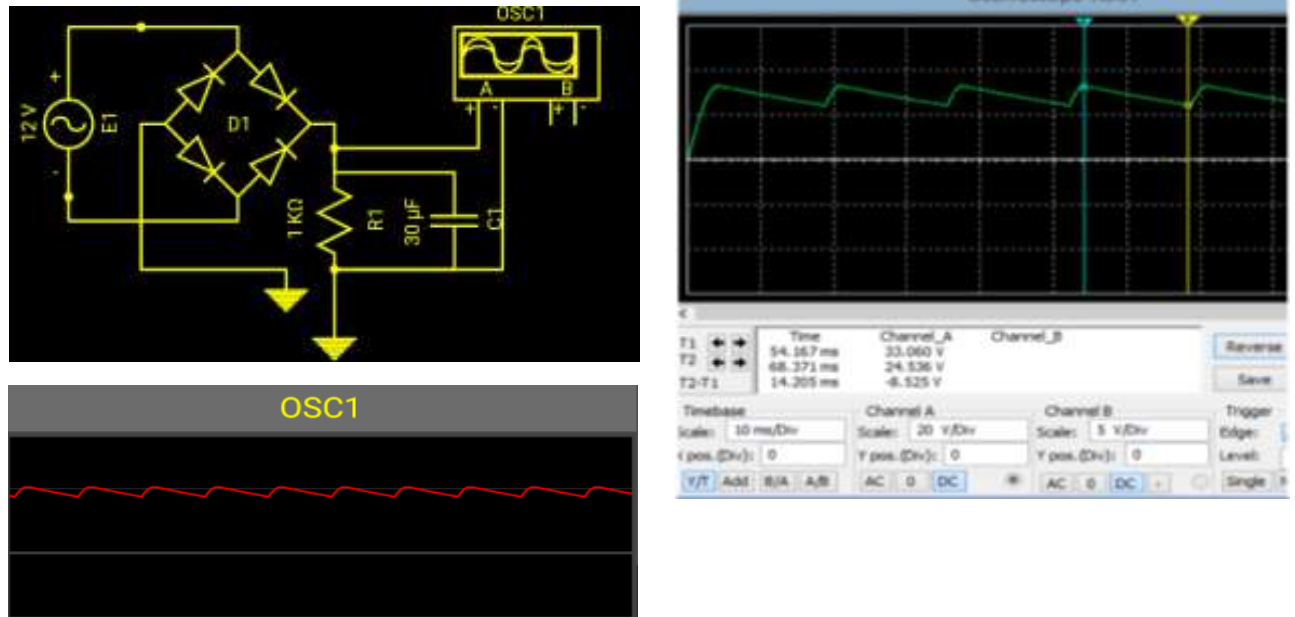 OSC1
A
B
+
-
+
-
+
12 V
E1
-
D1
1 KΩ
R1
30 µF
C1
OSC1
T1
T2
T2-T1
Time
Channel_A
Channel_B
54.167 ms
33.060 V
68.371 ms
24.536 V
14.205 ms
-8.525 V
Reverse
Save
Timebase
Channel A
Channel B
Trigger
Scale: 10 ms/Div
Scale: 20 V/Div
Scale: 5 V/Div
Edge:
pos.(Div): 0
Y pos.(Div): 0
Y pos.(Div): 0
Level:
Y/T Add B/A A/B
AC 0 DC
AC 0 DC -
Single